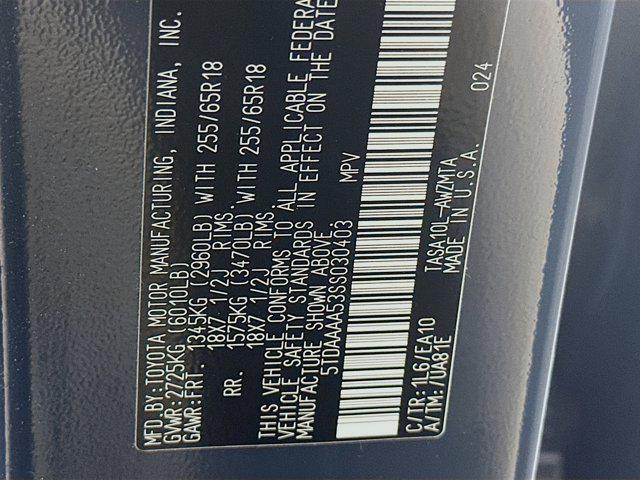 MFD.BY:TOYOTA MOTOR MANUFACTURING, INDIANA, INC.
GVWR:2725KG(6010LB)
GAWR:FRT. 1345KG (2960LB) WITH 255/65R18
18X7 1/2J RIMS.
RR. 1575KG (3470LB) WITH 255/65R18
18X7 1/2J RIMS.
THIS VEHICLE CONFORMS TO ALL APPLICABLE FEDERA
VEHICLE SAFETY STANDARDS IN EFFECT ON THE DATE
MANUFACTURE SHOWN ABOVE.
5TDAAAA53SS030403 MPV
C/TR:1L6/EA10 TASA10L-AWZMTA 024
A/TM:/UA81E MADE IN U.S.A.